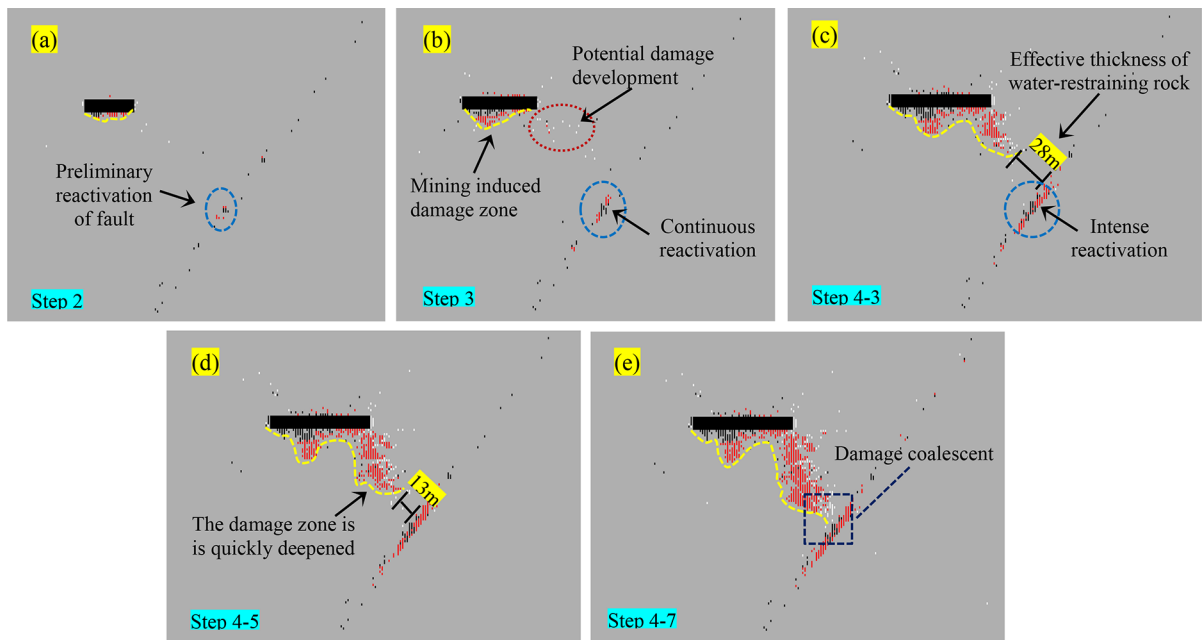 (a)
Preliminary
reactivation
of fault
Step 2
(b)
Potential damage
development
Mining induced
damage zone
Continuous
reactivation
Step 3
(c)
Effective thickness of
water-restraining rock
28m
Intense
reactivation
Step 4-3
(d)
13m
The damage zone is
is quickly deepened
Step 4-5
(e)
Damage coalescent
Step 4-7